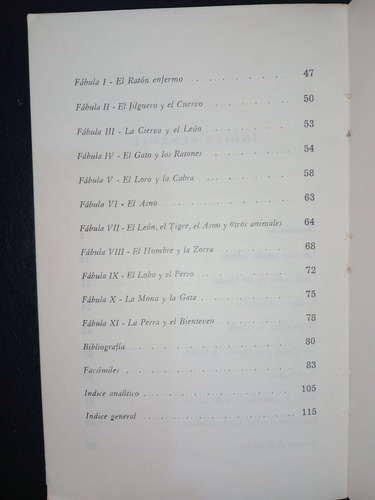 Fábula I - El Ratón enfermo . . . . . . . . 47
Fábula II - El Jilguero y el Cuervo . . . . . . . 50
Fábula III - La Cierva y el León . . . . . . . 53
Fábula IV - El Gato y los Ratones . . . . . . . 54
Fábula V - El Loro y la Cabra . . . . . . . 58
Fábula VI - El Asno . . . . . . . . . 63
Fábula VII - El León, el Tigre, el Asno y otros animales . 64
Fábula VIII - El Hombre y la Zorra . . . . . . 68
Fábula IX - El Lobo y el Perro . . . . . . . 72
Fábula X - La Mona y la Gata . . . . . . . 75
Fábula XI - La Perra y el Bienteveo . . . . . . 78
Bibliografía . . . . . . . . . . . 80
Facsímiles . . . . . . . . . . . 83
Indice analítico . . . . . . . . . . 105
Indice general . . . . . . . . . . 115